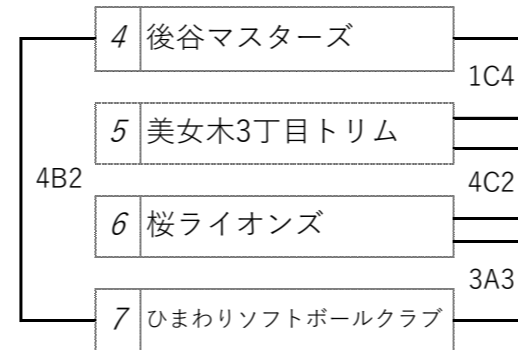 4 後谷マスターズ
1C4
5 美女木3丁目トリム
4B2
4C2
6 桜ライオンズ
3A3
7 ひまわりソフトボールクラブ